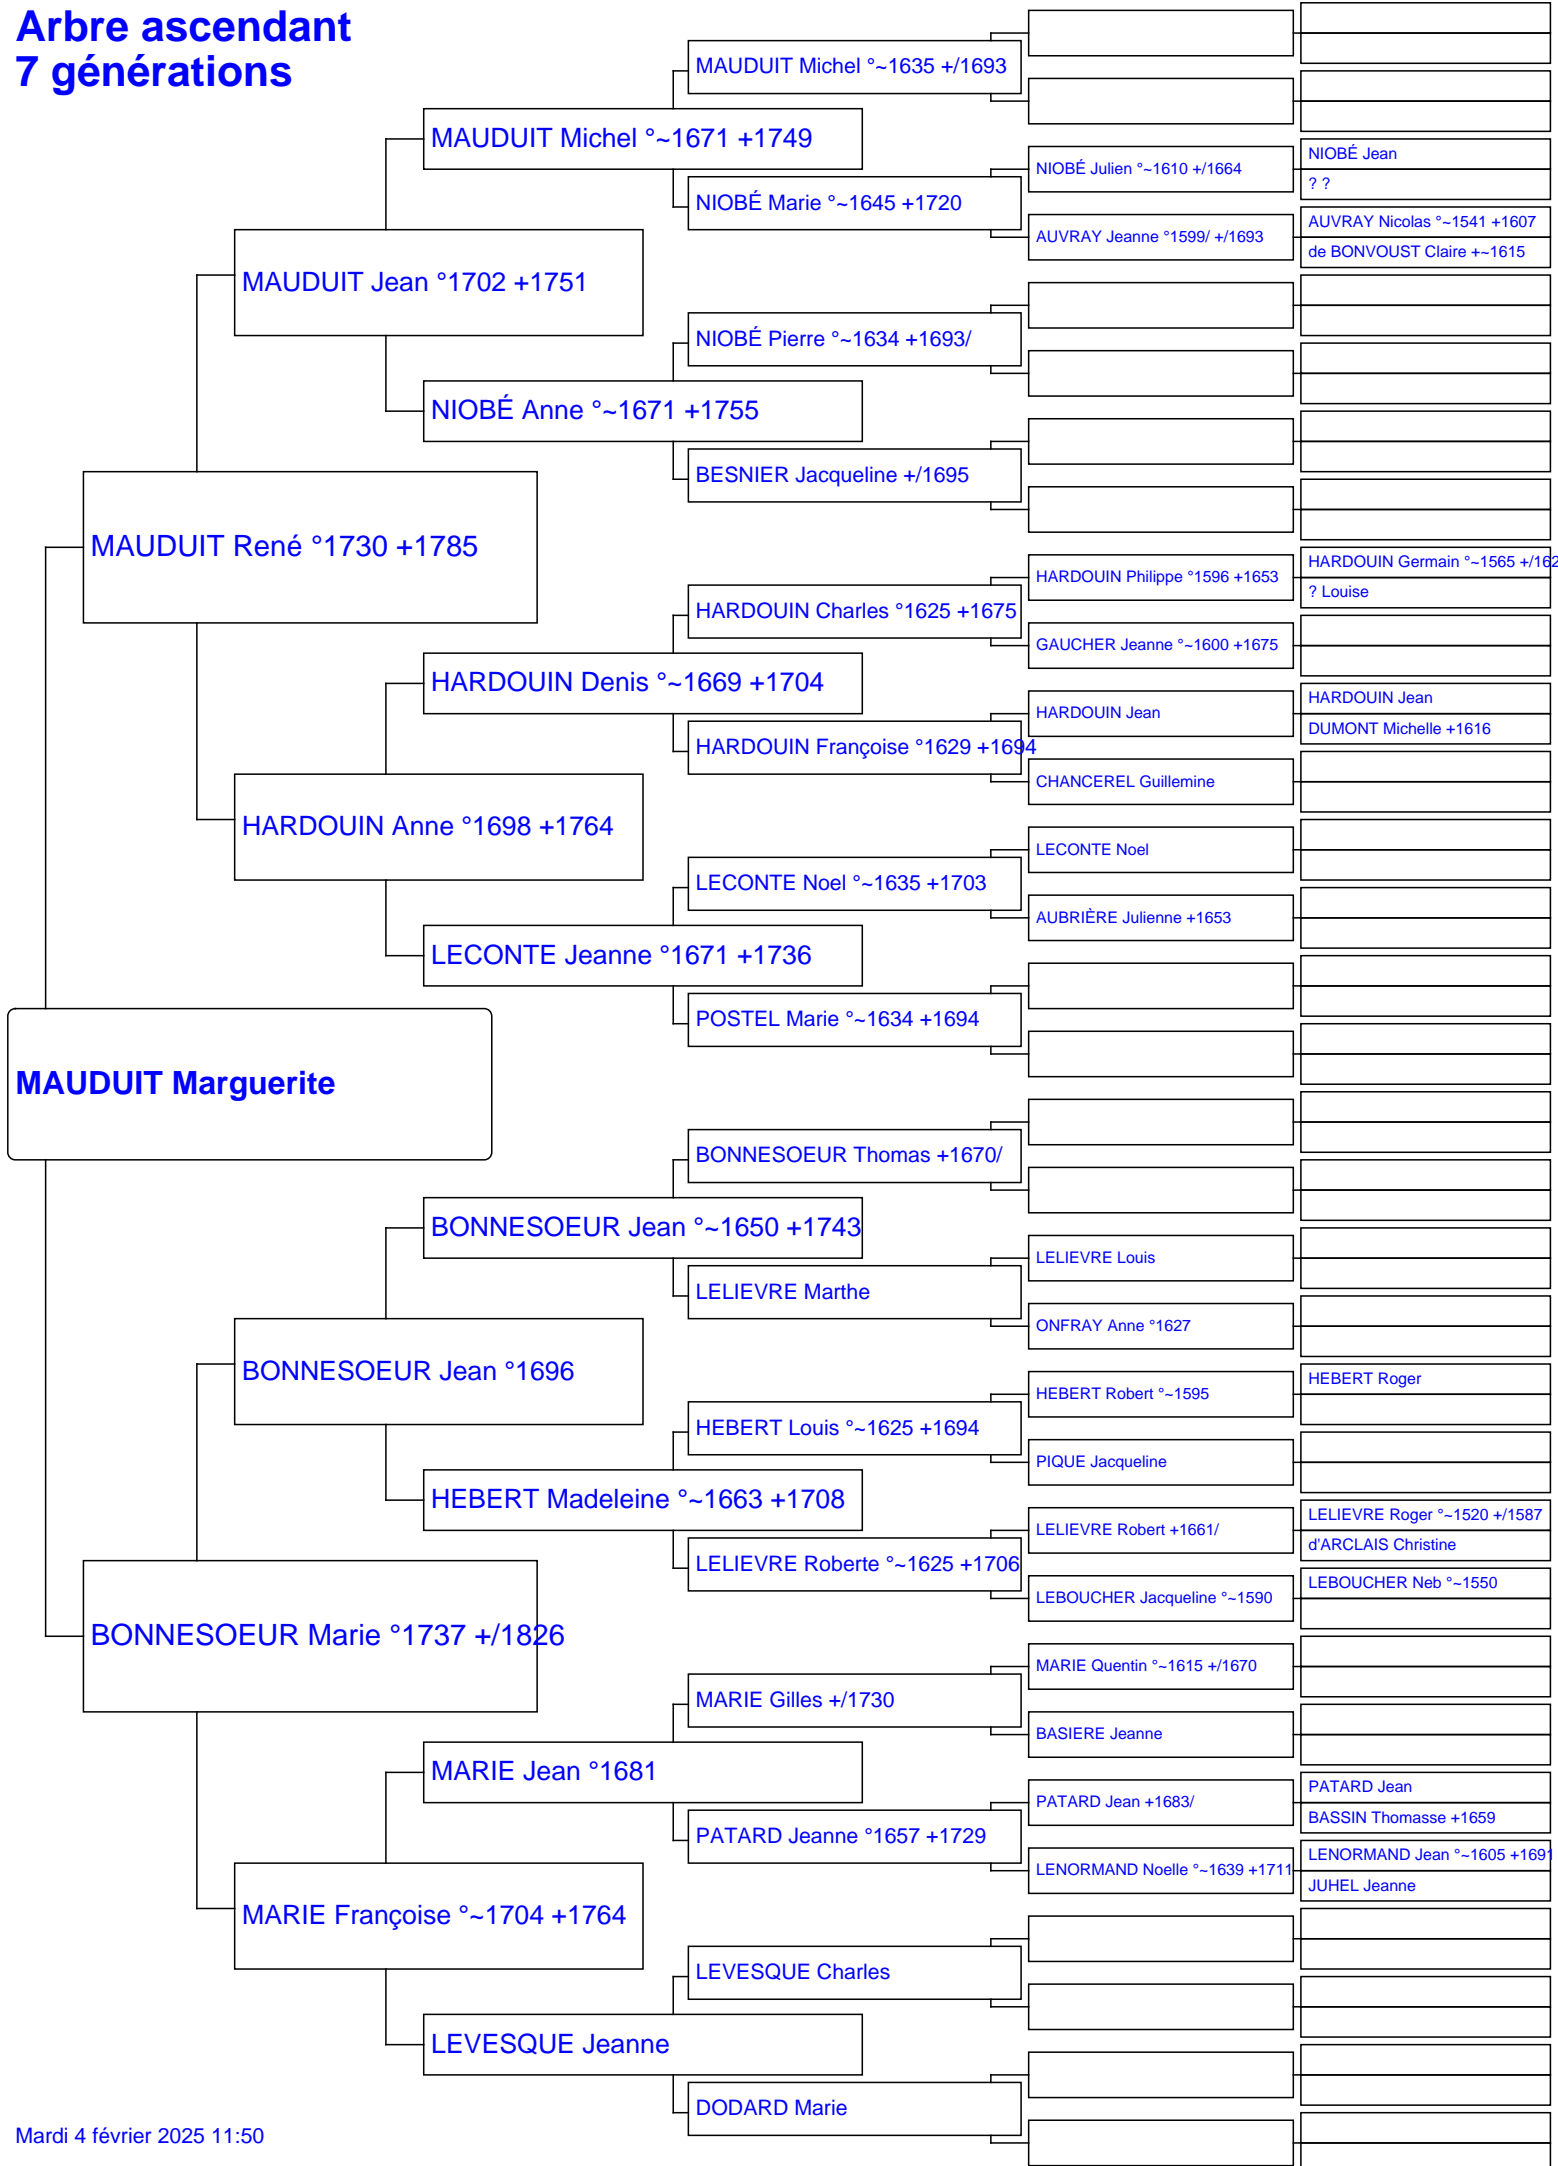 Arbre ascendant
7 générations
MAUDUIT Michel °~1635 +/1693
MAUDUIT Michel °~1671 +1749
NIOBÉ Jean
NIOBÉ Julien °~1610 +/1664
? ?
NIOBÉ Marie °~1645 +1720
AUVRAY Nicolas °~1541 +1607
AUVRAY Jeanne °1599/ +/1693
de BONVOUST Claire +~1615
MAUDUIT Jean °1702 +1751
NIOBÉ Pierre °~1634 +1693/
NIOBÉ Anne °~1671 +1755
BESNIER Jacqueline +/1695
MAUDUIT René °1730 +1785
HARDOUIN Germain °~1565 +/162
HARDOUIN Philippe °1596 +1653
? Louise
HARDOUIN Charles °1625 +1675
GAUCHER Jeanne °~1600 +1675
HARDOUIN Denis °~1669 +1704
HARDOUIN Jean
HARDOUIN Jean
DUMONT Michelle +1616
HARDOUIN Françoise °1629 +1694
CHANCEREL Guillemine
HARDOUIN Anne °1698 +1764
LECONTE Noel
LECONTE Noel °~1635 +1703
AUBRIÈRE Julienne +1653
LECONTE Jeanne °1671 +1736
POSTEL Marie °~1634 +1694
MAUDUIT Marguerite
BONNESOEUR Thomas +1670/
BONNESOEUR Jean °~1650 +1743
LELIEVRE Louis
LELIEVRE Marthe
ONFRAY Anne °1627
BONNESOEUR Jean °1696
HEBERT Roger
HEBERT Robert °~1595
HEBERT Louis °~1625 +1694
PIQUE Jacqueline
HEBERT Madeleine °~1663 +1708
LELIEVRE Roger °~1520 +/1587
LELIEVRE Robert +1661/
d'ARCLAIS Christine
LELIEVRE Roberte °~1625 +1706
LEBOUCHER Neb °~1550
LEBOUCHER Jacqueline °~1590
BONNESOEUR Marie °1737 +/1826
MARIE Quentin °~1615 +/1670
MARIE Gilles +/1730
BASIERE Jeanne
MARIE Jean °1681
PATARD Jean
PATARD Jean +1683/
BASSIN Thomasse +1659
PATARD Jeanne °1657 +1729
LENORMAND Jean °~1605 +1691
LENORMAND Noelle °~1639 +1711
JUHEL Jeanne
MARIE Françoise °~1704 +1764
LEVESQUE Charles
LEVESQUE Jeanne
DODARD Marie
Mardi 4 février 2025 11:50